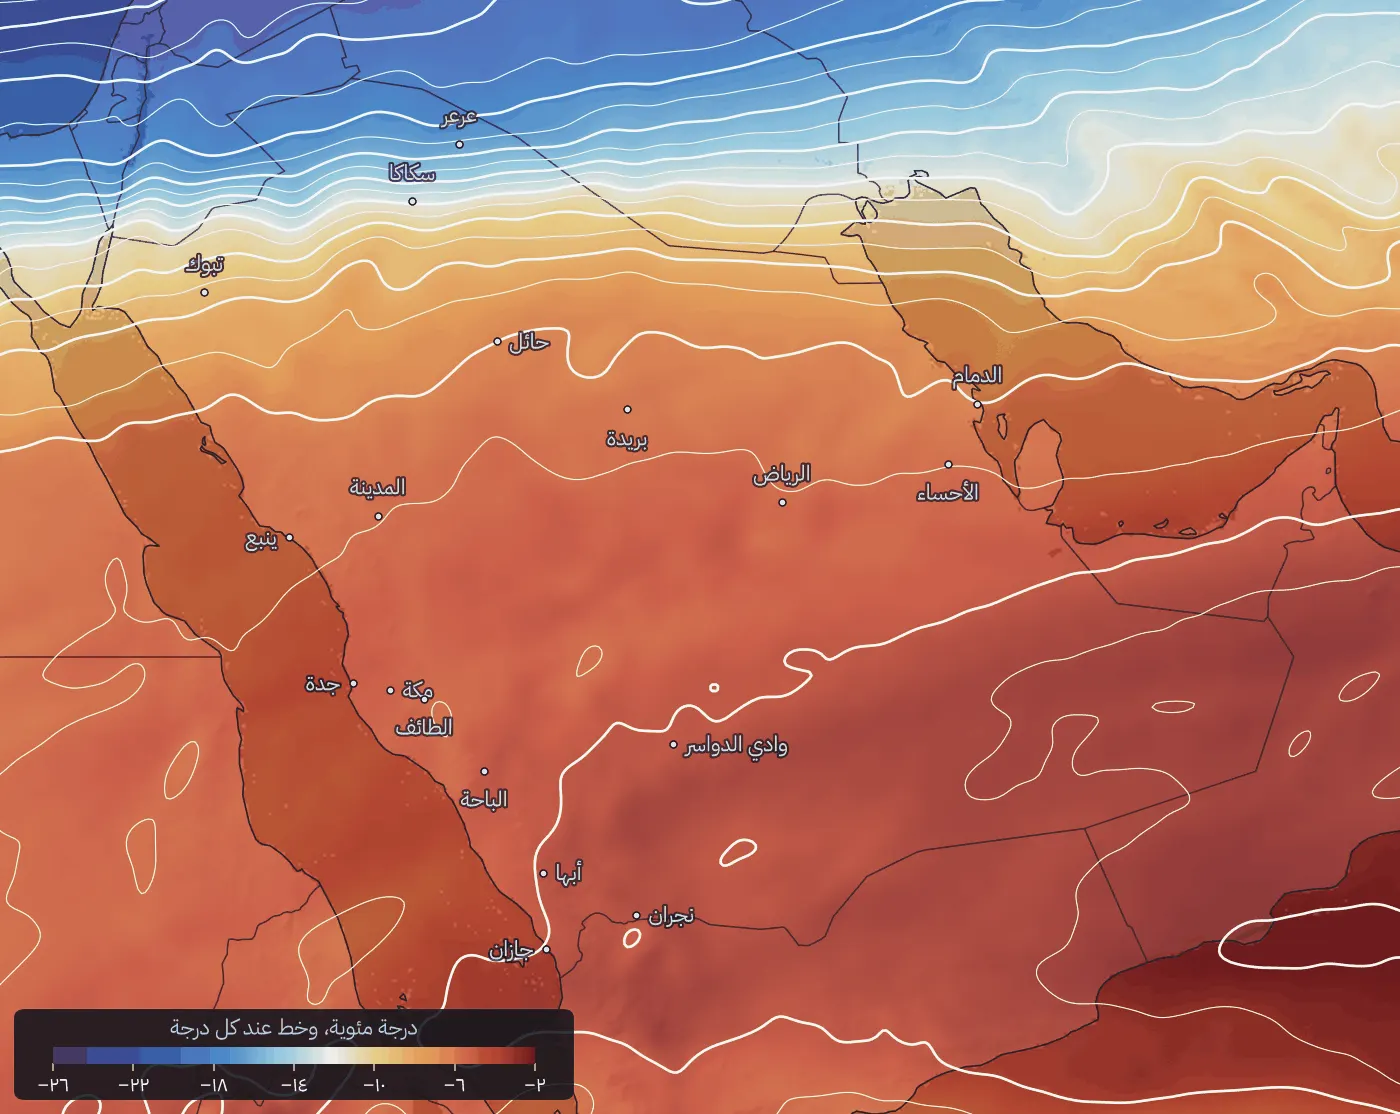 عرعر
سكاكا
تبوك
حائل
الدمام
بريدة
الرياض
الأحساء
المدينة
ينبع
جدة
مكة
الطائف
وادي الدواسر
الباحة
أبها
نجران
جازان
درجة مئوية، وخط عند كل درجة
−٢٦ −٢٢ −١٨ −١٤ −١٠ −٦ −٢